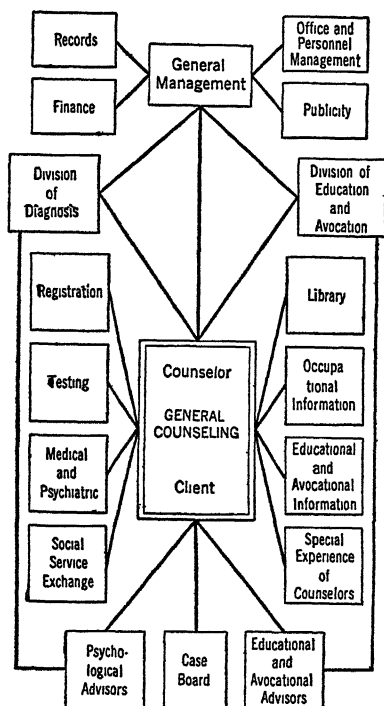 Records
General
Management
Office and
Personnel
Management
Finance
Publicity
Division
of
Diagnosis
Division of
Education
and
Avocation
Registration
Library
Counselor
GENERAL
COUNSELING
Client
Testing
Occupa
tional
Information
Medical
and
Psychiatric
Educational
and
Avocational
Information
Social
Service
Exchange
Special
Experience
of
Counselors
Psycho-
logical
Advisors
Case
Board
Educational
and
Avocational
Advisors